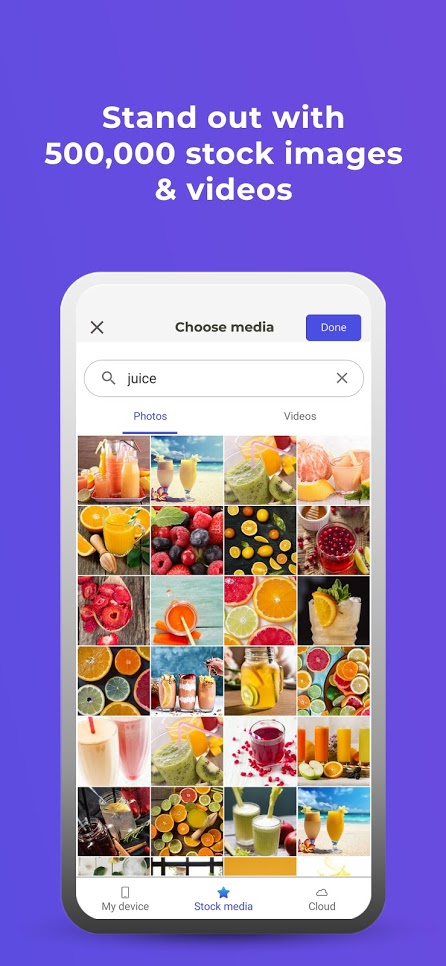 Stand out with
500,000 stock images
& videos
Choose media
Done
juice
Photos
Videos
My device
Stock media
Cloud